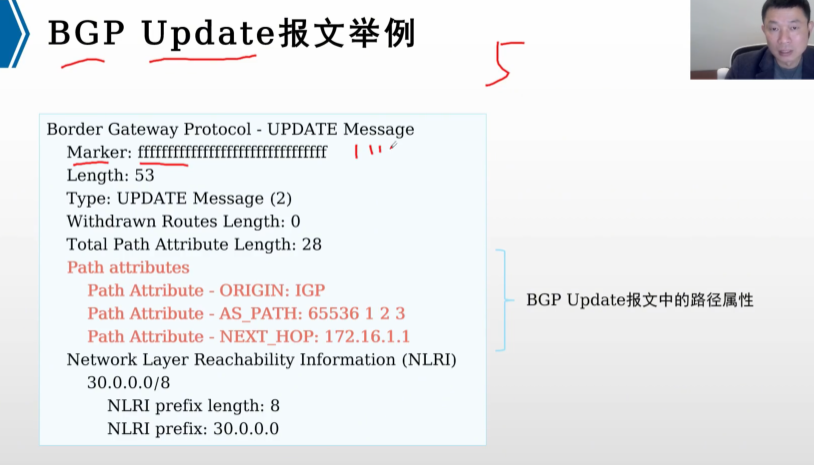 BGP Update报文举例
5
Border Gateway Protocol - UPDATE Message
Marker: ffffffffffffffffffffffffffffffff
111
Length: 53
Type: UPDATE Message (2)
Withdrawn Routes Length: 0
Total Path Attribute Length: 28
Path attributes
Path Attribute - ORIGIN: IGP
Path Attribute - AS_PATH: 65536 1 2 3
Path Attribute - NEXT_HOP: 172.16.1.1
BGP Update报文中的路径属性
Network Layer Reachability Information (NLRI)
30.0.0.0/8
NLRI prefix length: 8
NLRI prefix: 30.0.0.0